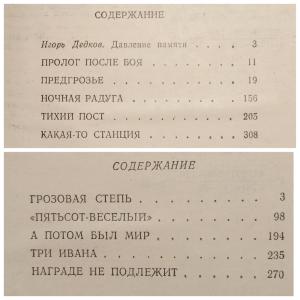 СОДЕРЖАНИЕ
Игорь Дедков. Давление памяти . . . . 3
ПРОЛОГ ПОСЛЕ БОЯ . . . . . . 11
ПРЕДГРОЗЬЕ . . . . . . . . 19
НОЧНАЯ РАДУГА . . . . . . . 156
ТИХИЙ ПОСТ . . . . . . . . 205
КАКАЯ-ТО СТАНЦИЯ . . . . . . 308
СОДЕРЖАНИЕ
ГРОЗОВАЯ СТЕПЬ . . . . . . . 3
«ПЯТЬСОТ-ВЕСЕЛЫЙ» . . . . . . 98
А ПОТОМ БЫЛ МИР . . . . . . 194
ТРИ ИВАНА . . . . . . . . 235
НАГРАДЕ НЕ ПОДЛЕЖИТ . . . . . 270